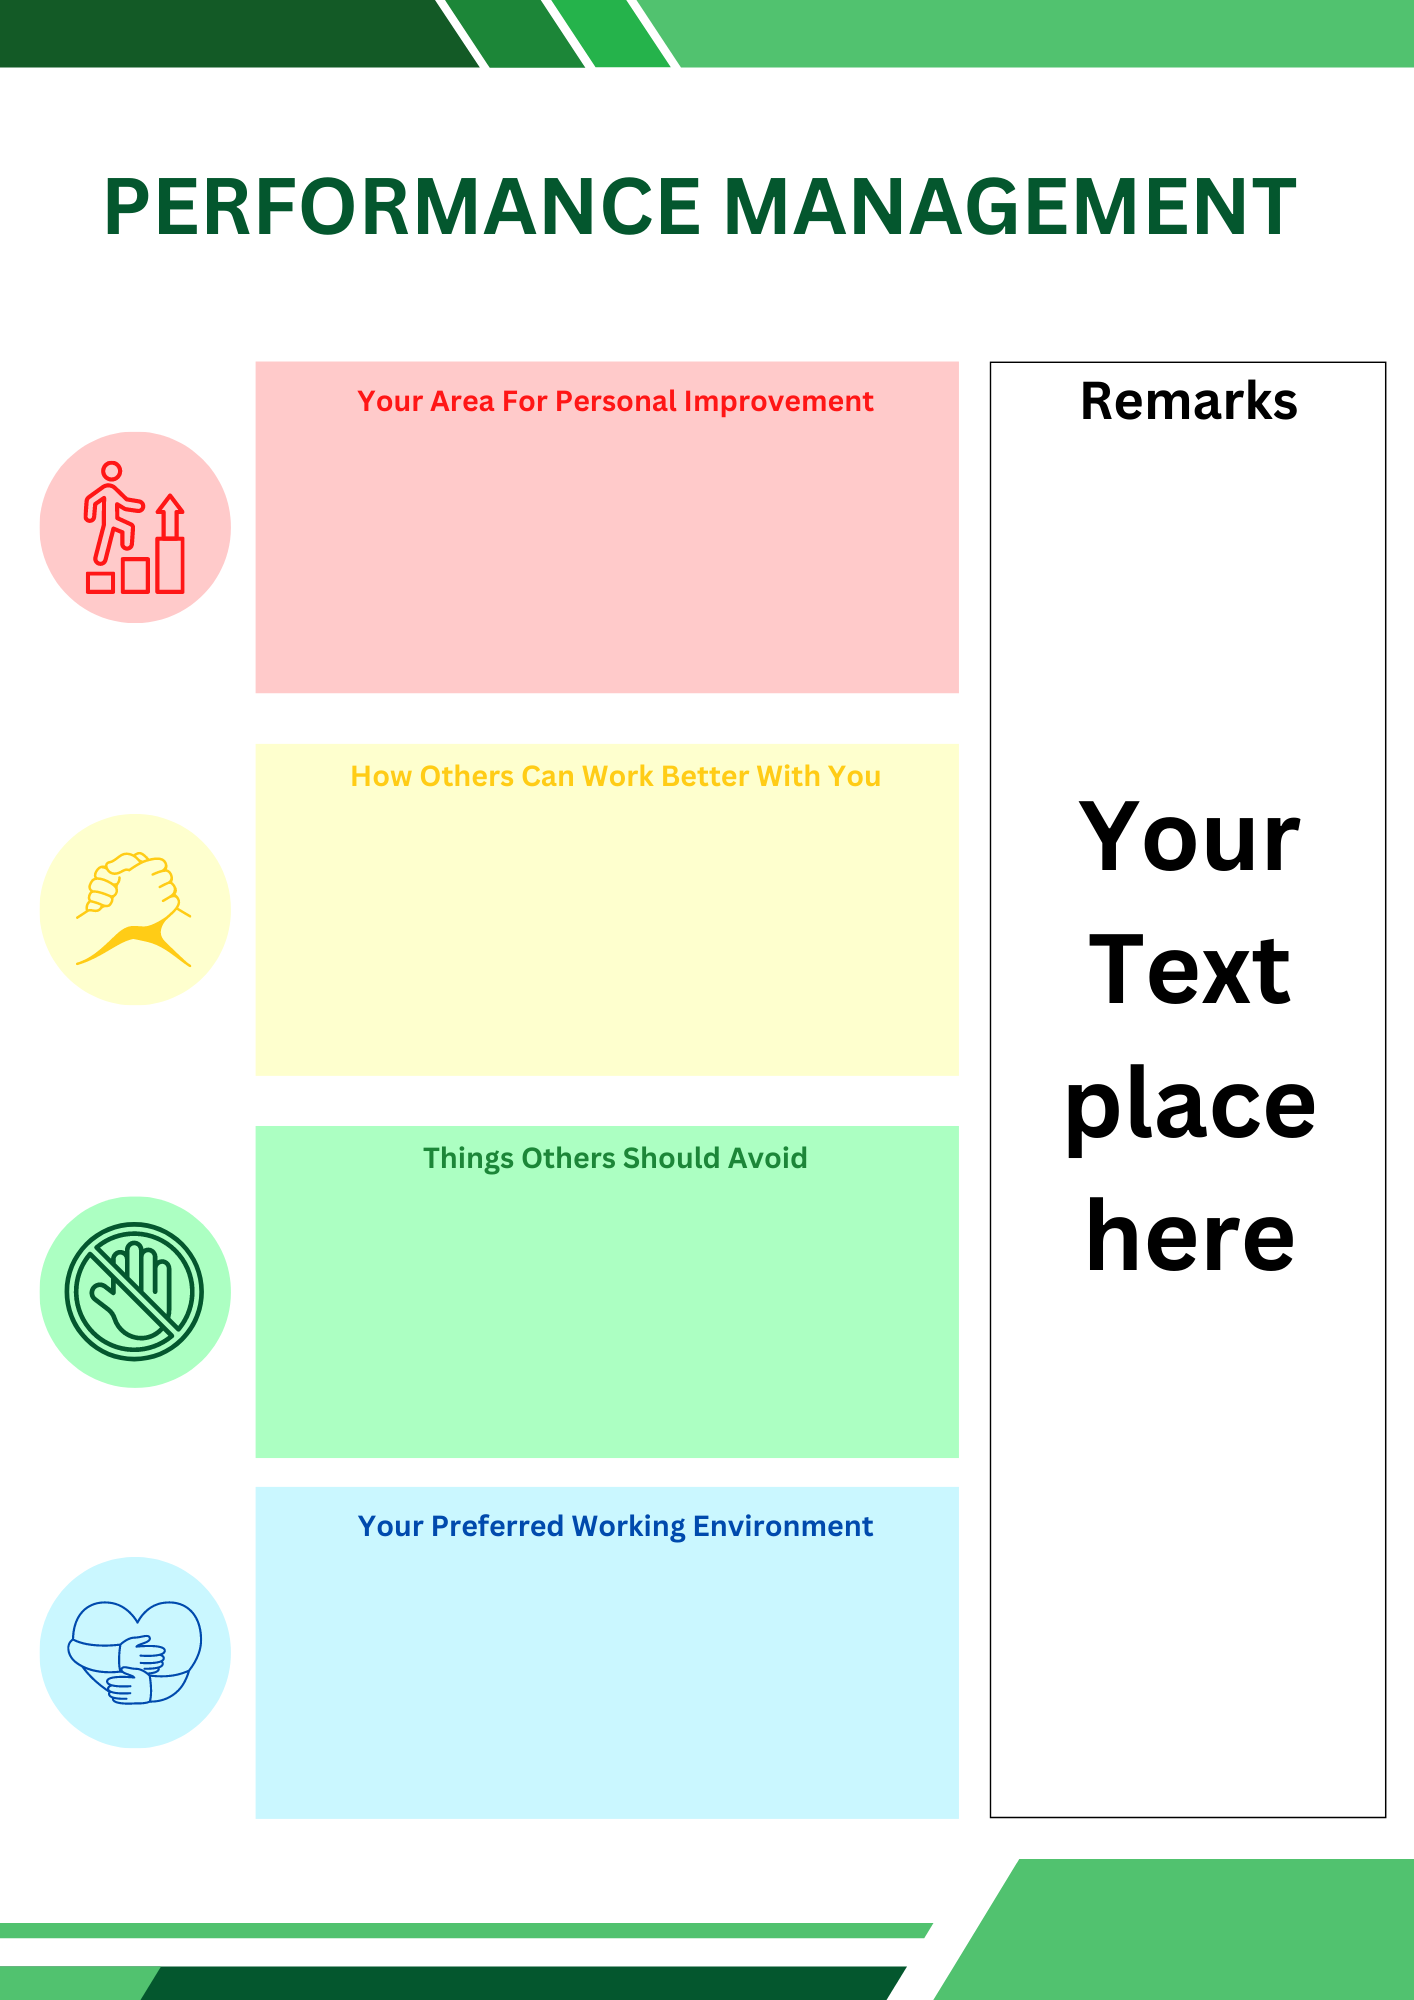 PERFORMANCE MANAGEMENT
Your Area For Personal Improvement
How Others Can Work Better With You
Things Others Should Avoid
Your Preferred Working Environment
Remarks
Your
Text
place
here